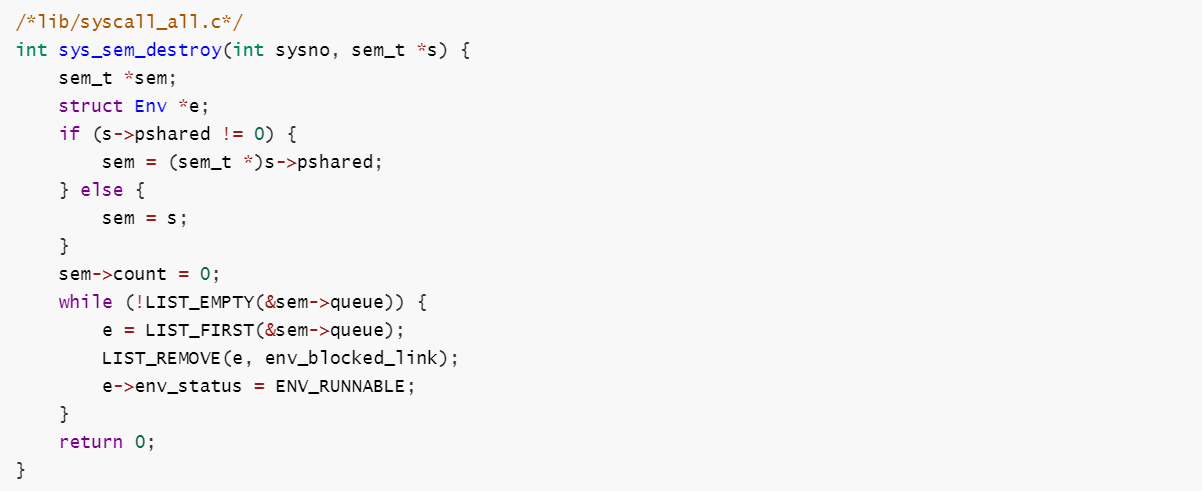 /*lib/syscall_all.c*/
int sys_sem_destroy(int sysno, sem_t *s) {
    sem_t *sem;
    struct Env *e;
    if (s->pshared != 0) {
        sem = (sem_t *)s->pshared;
    } else {
        sem = s;
    }
    sem->count = 0;
    while (!LIST_EMPTY(&sem->queue)) {
        e = LIST_FIRST(&sem->queue);
        LIST_REMOVE(e, env_blocked_link);
        e->env_status = ENV_RUNNABLE;
    }
    return 0;
}